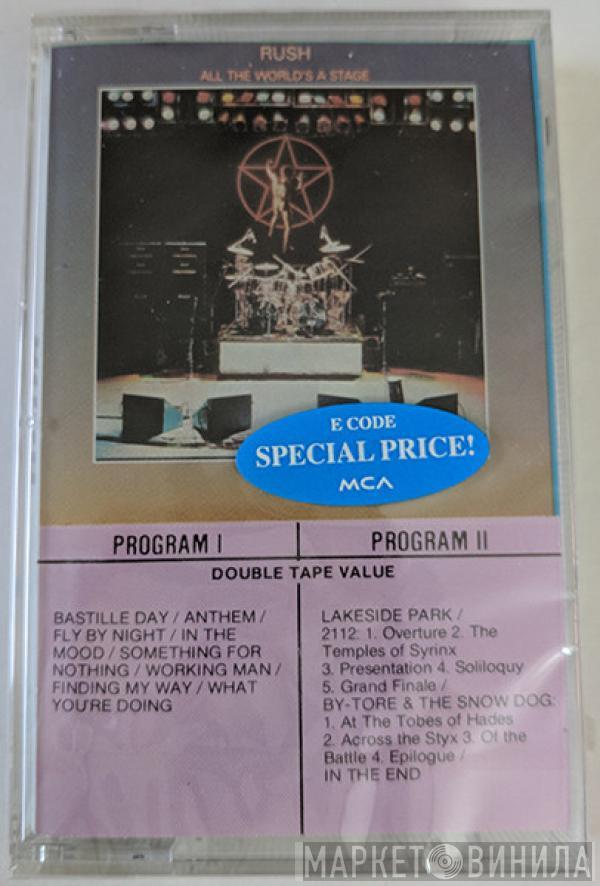 RUSH
ALL THE WORLD'S A STAGE
E CODE
SPECIAL PRICE!
MCA
PROGRAM I
PROGRAM II
DOUBLE TAPE VALUE
BASTILLE DAY / ANTHEM /
FLY BY NIGHT / IN THE
MOOD / SOMETHING FOR
NOTHING / WORKING MAN /
FINDING MY WAY / WHAT
YOU'RE DOING
LAKESIDE PARK /
2112: 1. Overture 2. The
Temples of Syrinx
3. Presentation 4. Soliloquy
5. Grand Finale /
BY-TORE & THE SNOW DOG:
1. At The Tobes of Hades
2. Across the Styx 3. Of the
Battle 4. Epilogue /
IN THE END
МАРКЕТ ВИНИЛА